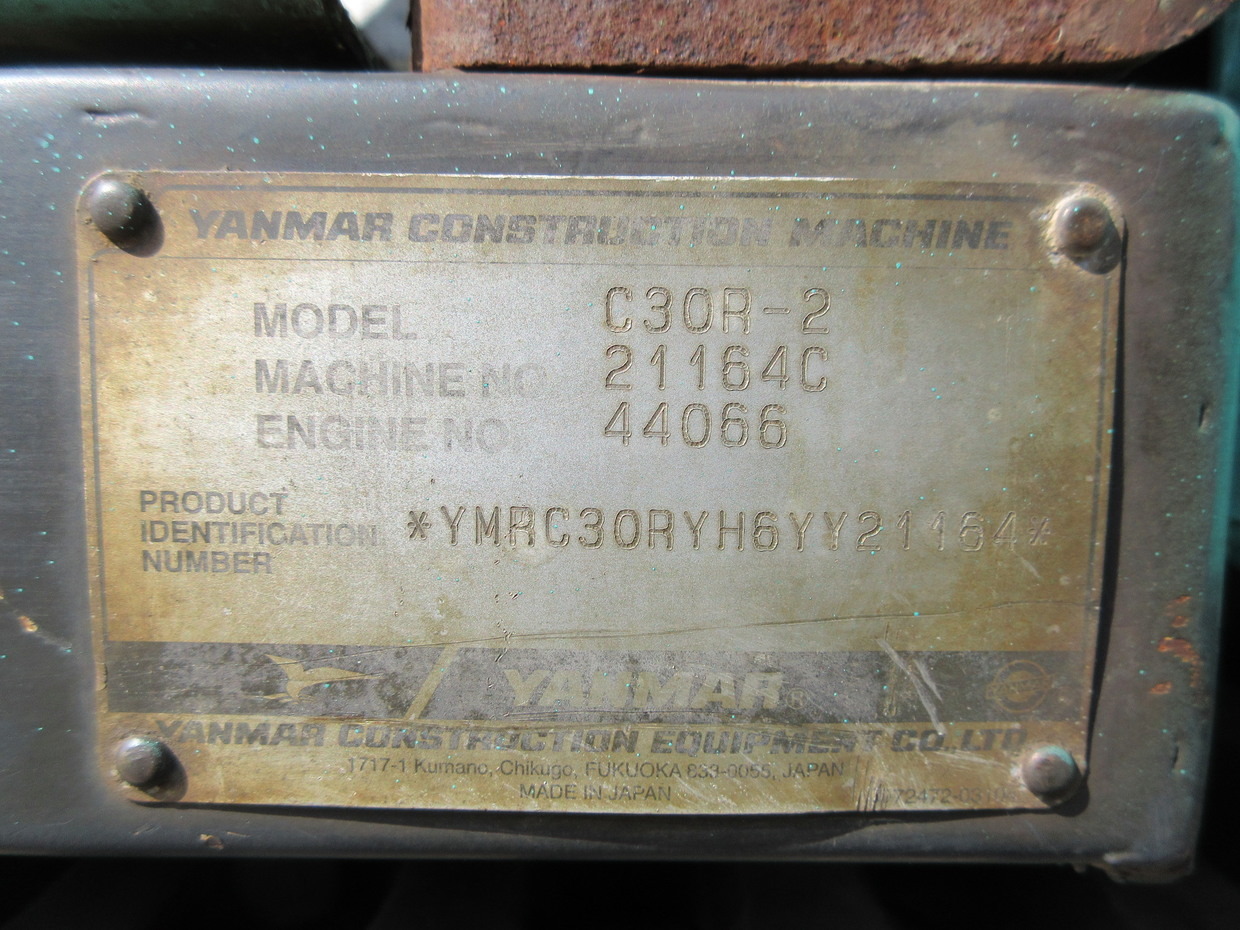 YANMAR CONSTRUCTION MACHINE
MODEL C30R-2
MACHINE NO 21164C
ENGINE NO 44066
PRODUCT
IDENTIFICATION
NUMBER
*YMRC30RYH6YY21164*
YANMAR®
YANMAR CONSTRUCTION EQUIPMENT CO.,LTD.
1717-1 Kumano, Chikugo, FUKUOKA 833-0055, JAPAN
MADE IN JAPAN